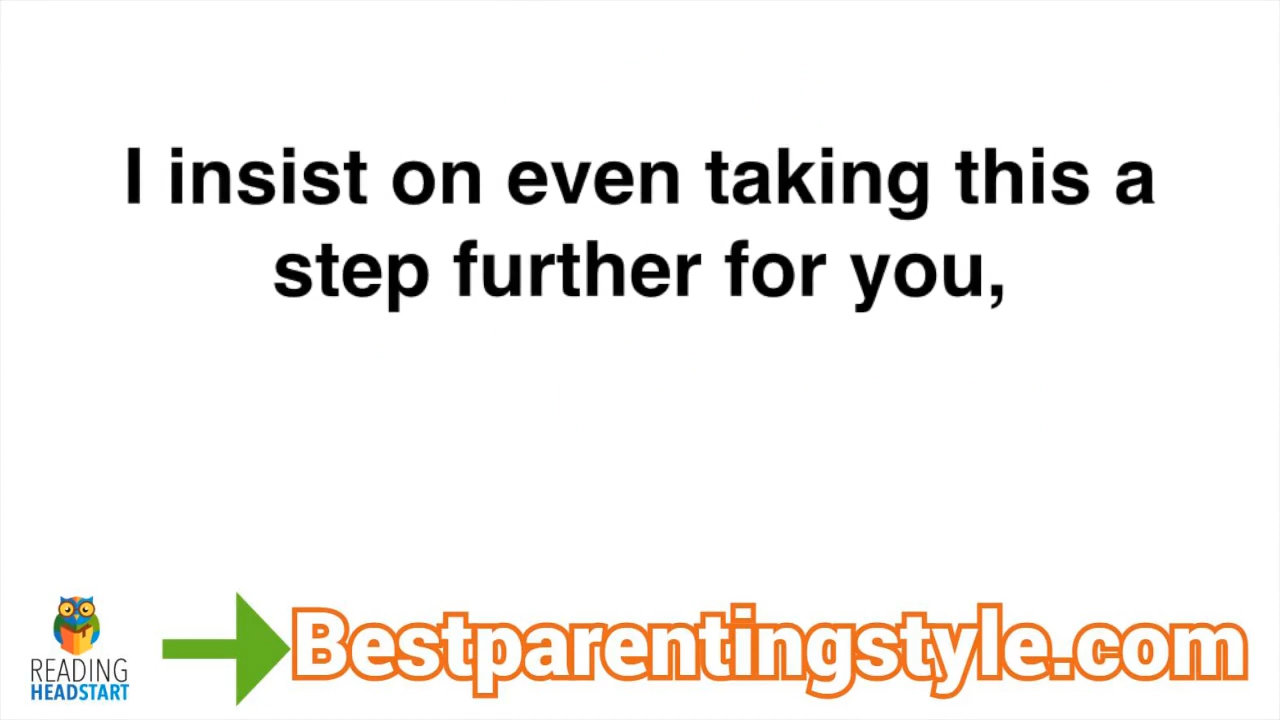 I insist on even taking this a
step further for you,
READING
HEADSTART
Bestparentingstyle.com